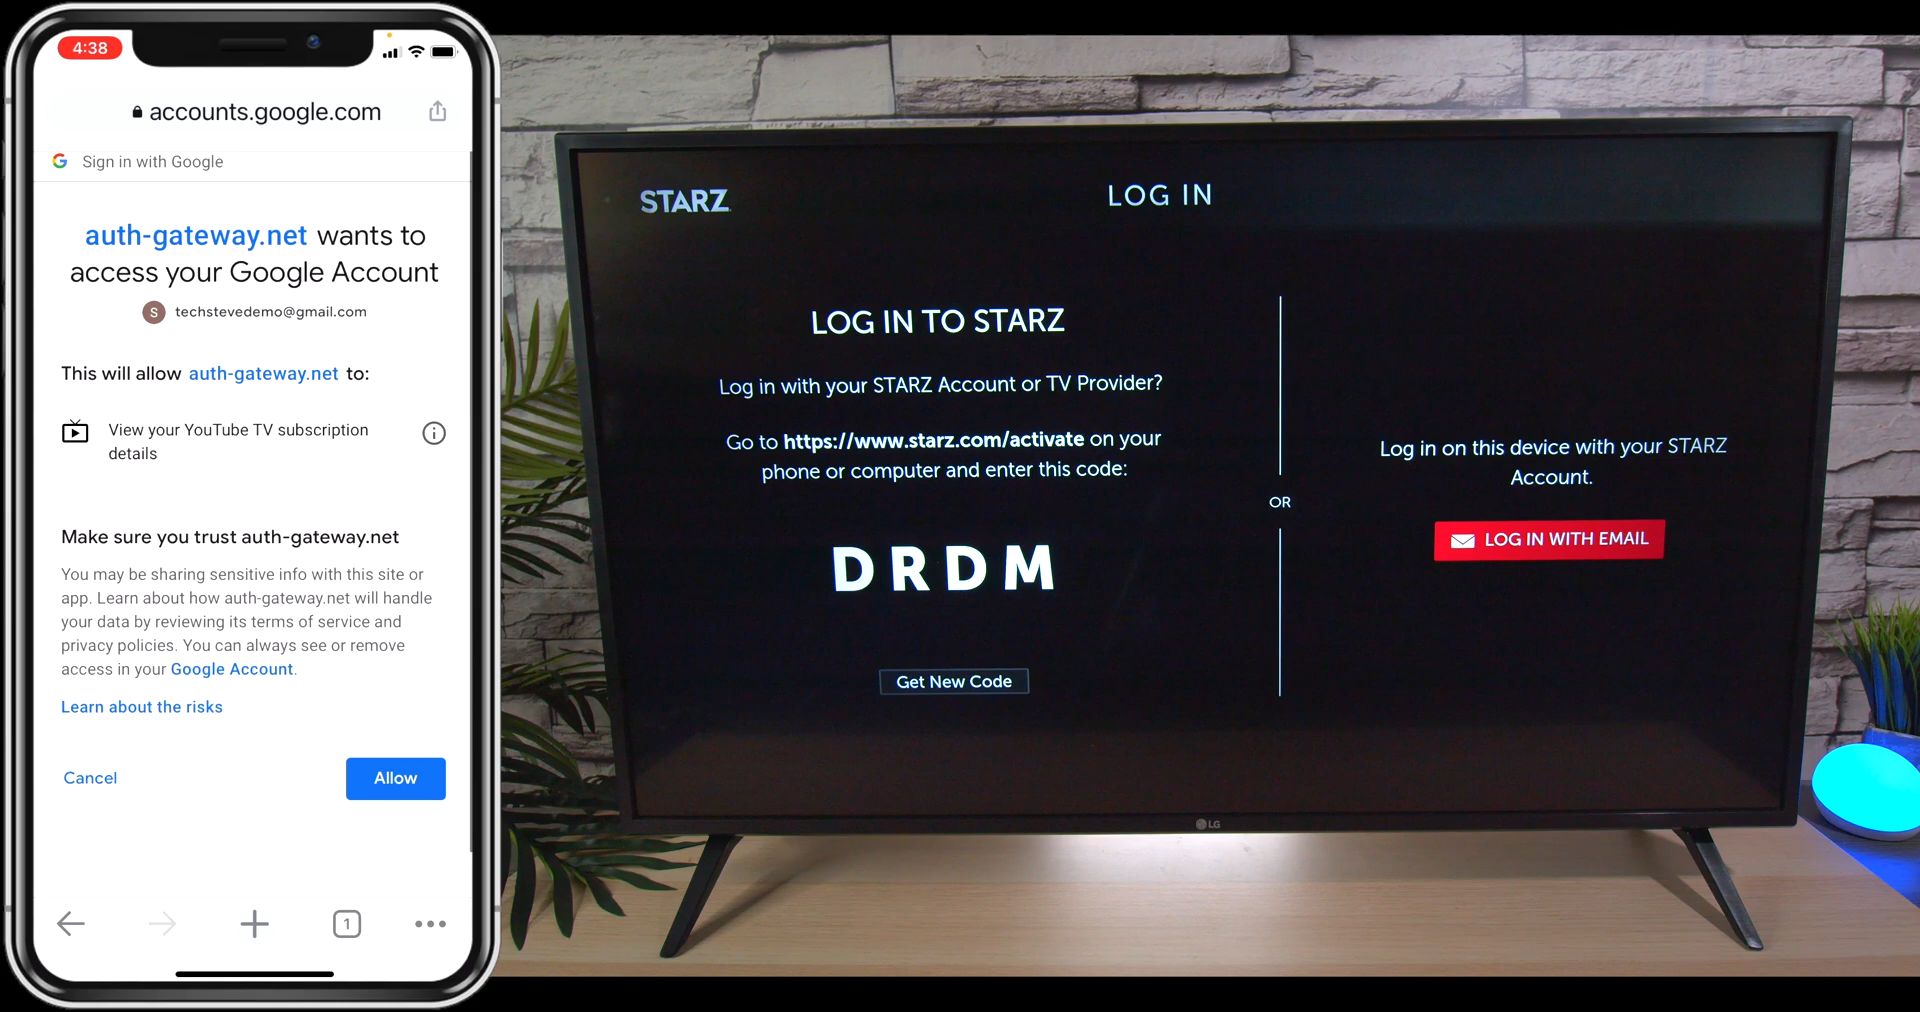 4:38
accounts.google.com
Sign in with Google
auth-gateway.net wants to
access your Google Account
S techstevedemo@gmail.com
This will allow auth-gateway.net to:
View your YouTube TV subscription
details
Make sure you trust auth-gateway.net
You may be sharing sensitive info with this site or
app. Learn about how auth-gateway.net will handle
your data by reviewing its terms of service and
privacy policies. You can always see or remove
access in your Google Account.
Learn about the risks
Cancel
Allow
1
STARZ
LOG IN
LOG IN TO STARZ
Log in with your STARZ Account or TV Provider?
Go to https://www.starz.com/activate on your
phone or computer and enter this code:
DRDM
Get New Code
OR
Log in on this device with your STARZ
Account.
LOG IN WITH EMAIL
LG